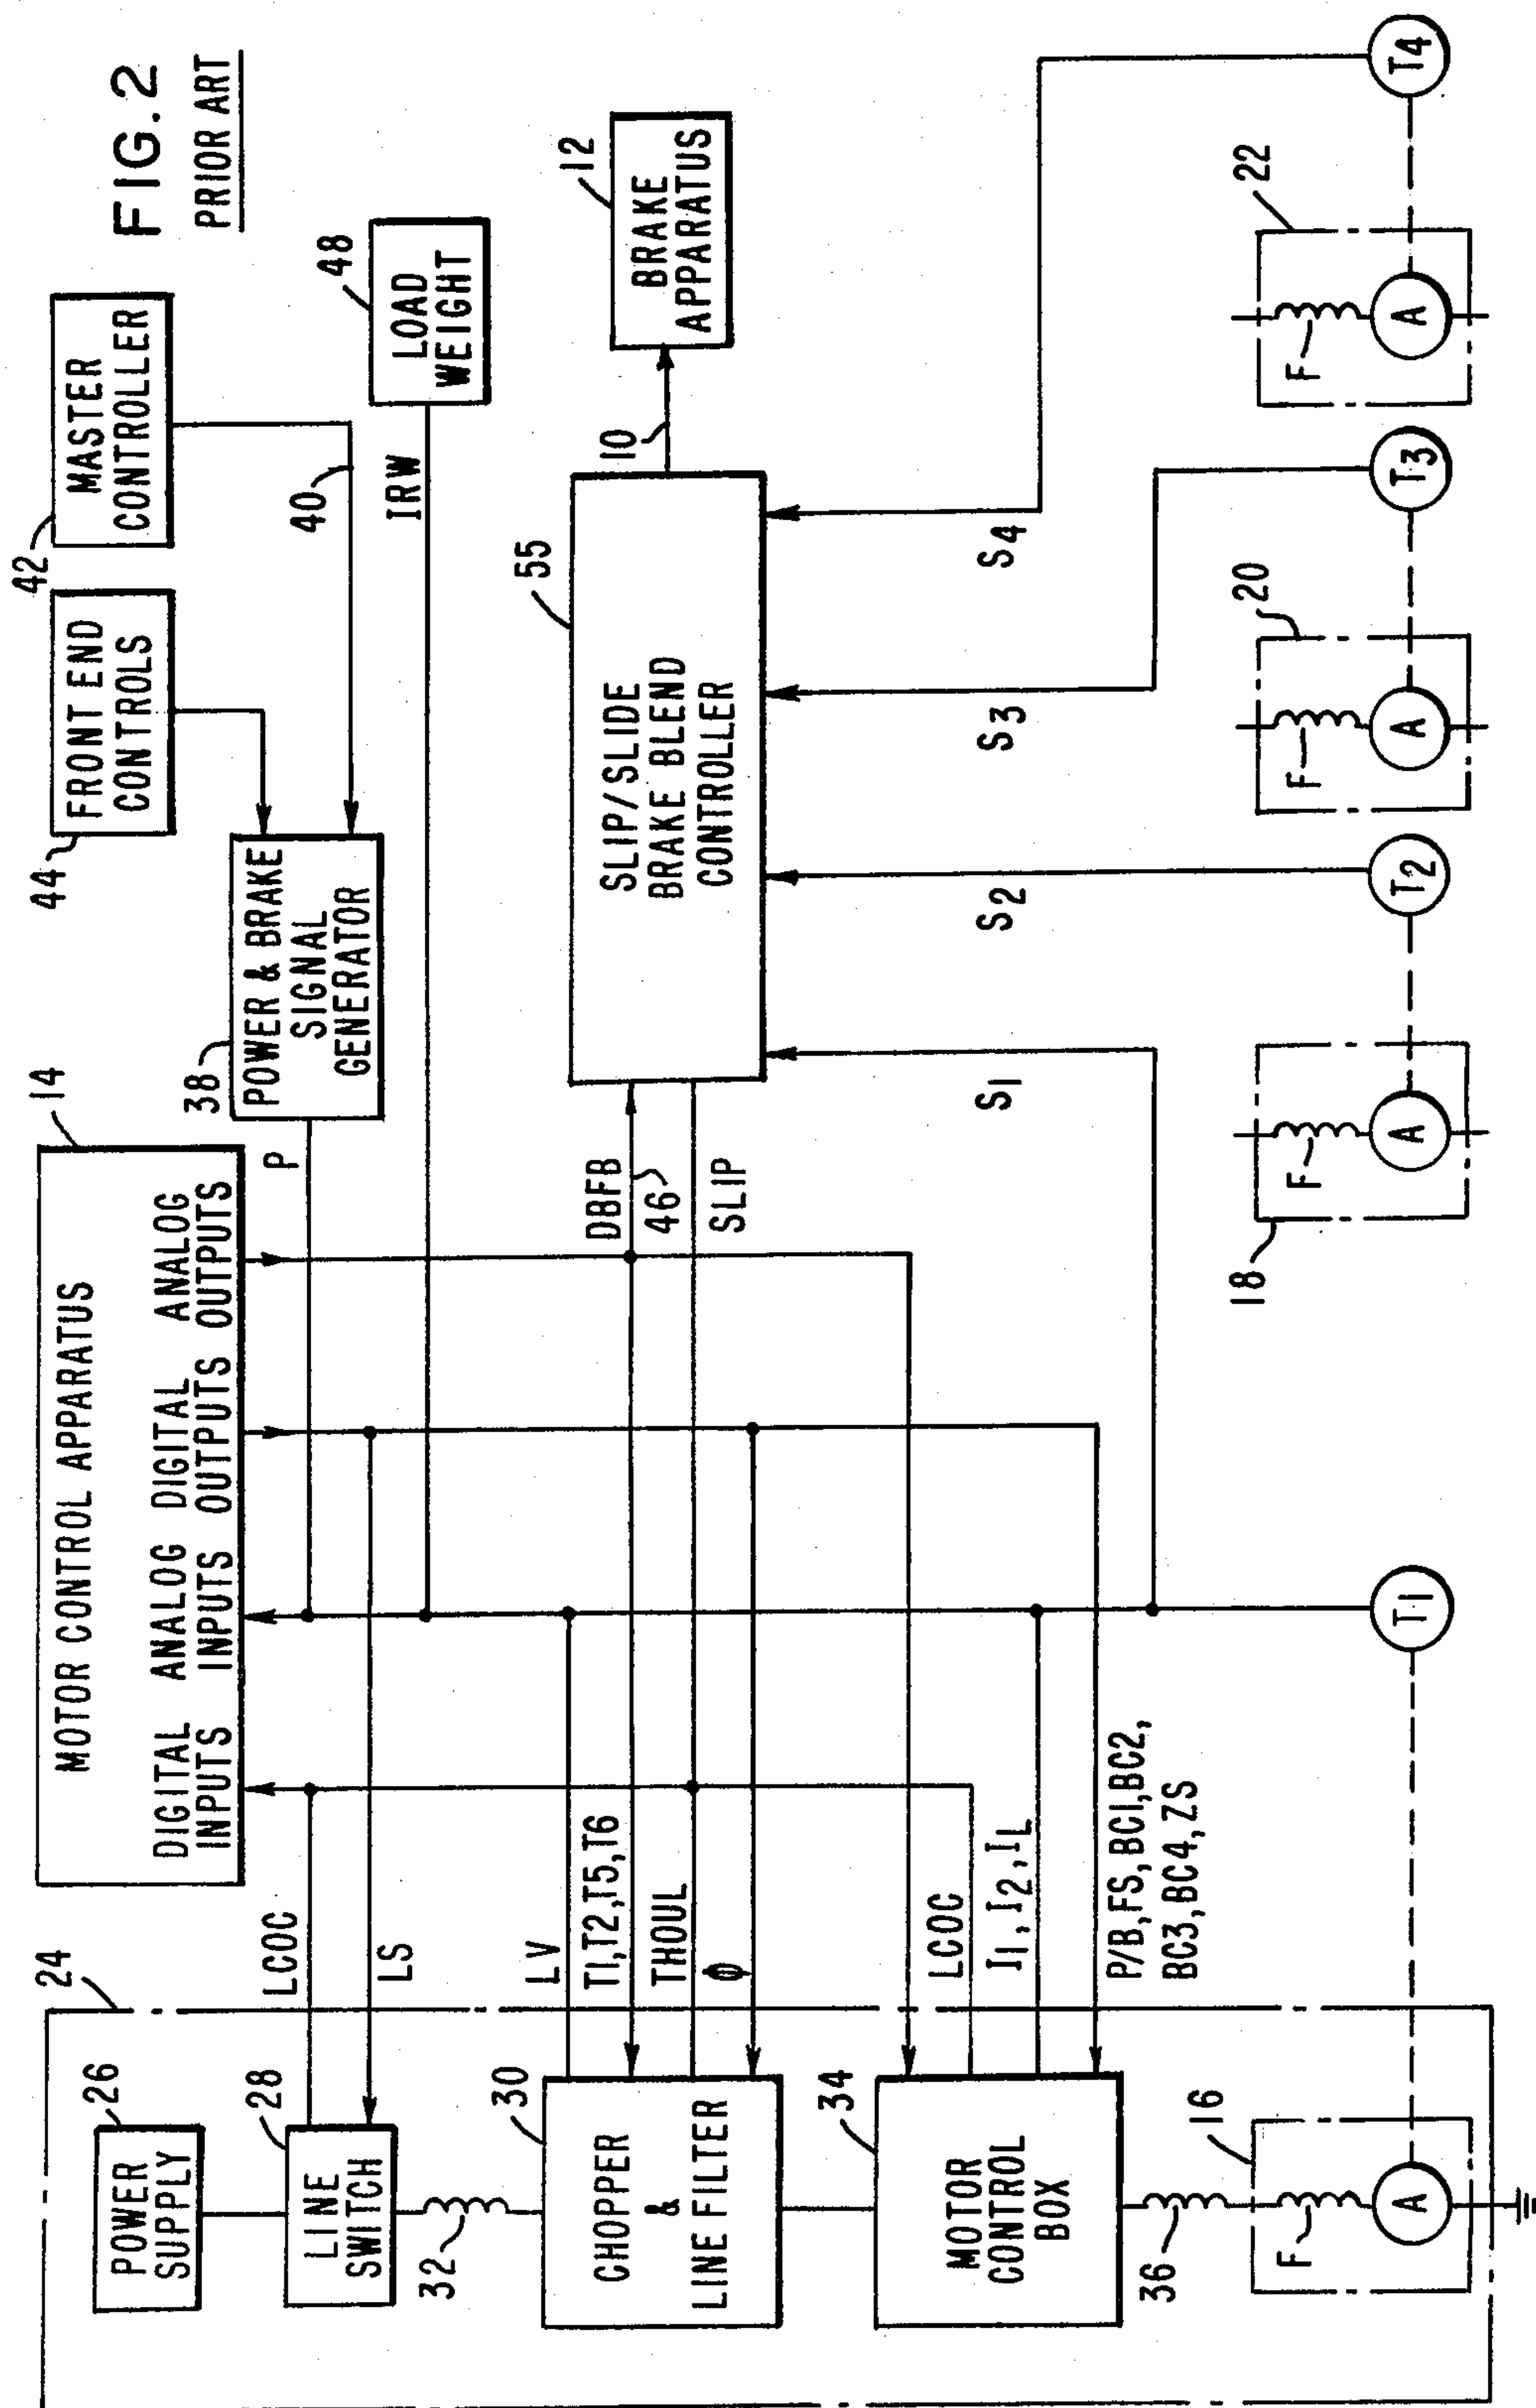 FIG. 2
PRIOR ART
24
26
POWER
SUPPLY
28
LINE
SWITCH
32
30
CHOPPER
&
LINE FILTER
34
MOTOR
CONTROL
BOX
36
16
F
A
14
MOTOR CONTROL APPARATUS
DIGITAL
INPUTS
ANALOG
INPUTS
DIGITAL
OUTPUTS
ANALOG
OUTPUTS
LCOC
LS
LV
T1,T2,T5,T6
THOUL
Φ
LCOC
I1, I2, IL
P/B,FS,BC1,BC2,
BC3,BC4,ZS
P
38
POWER & BRAKE
SIGNAL
GENERATOR
44
FRONT END
CONTROLS
42
MASTER
CONTROLLER
40
IRW
48
LOAD
WEIGHT
DBFB
46
SLIP
55
SLIP/SLIDE
BRAKE BLEND
CONTROLLER
10
12
BRAKE
APPARATUS
S1
S2
S3
S4
T1
18
F
A
T2
20
F
A
T3
22
F
A
T4